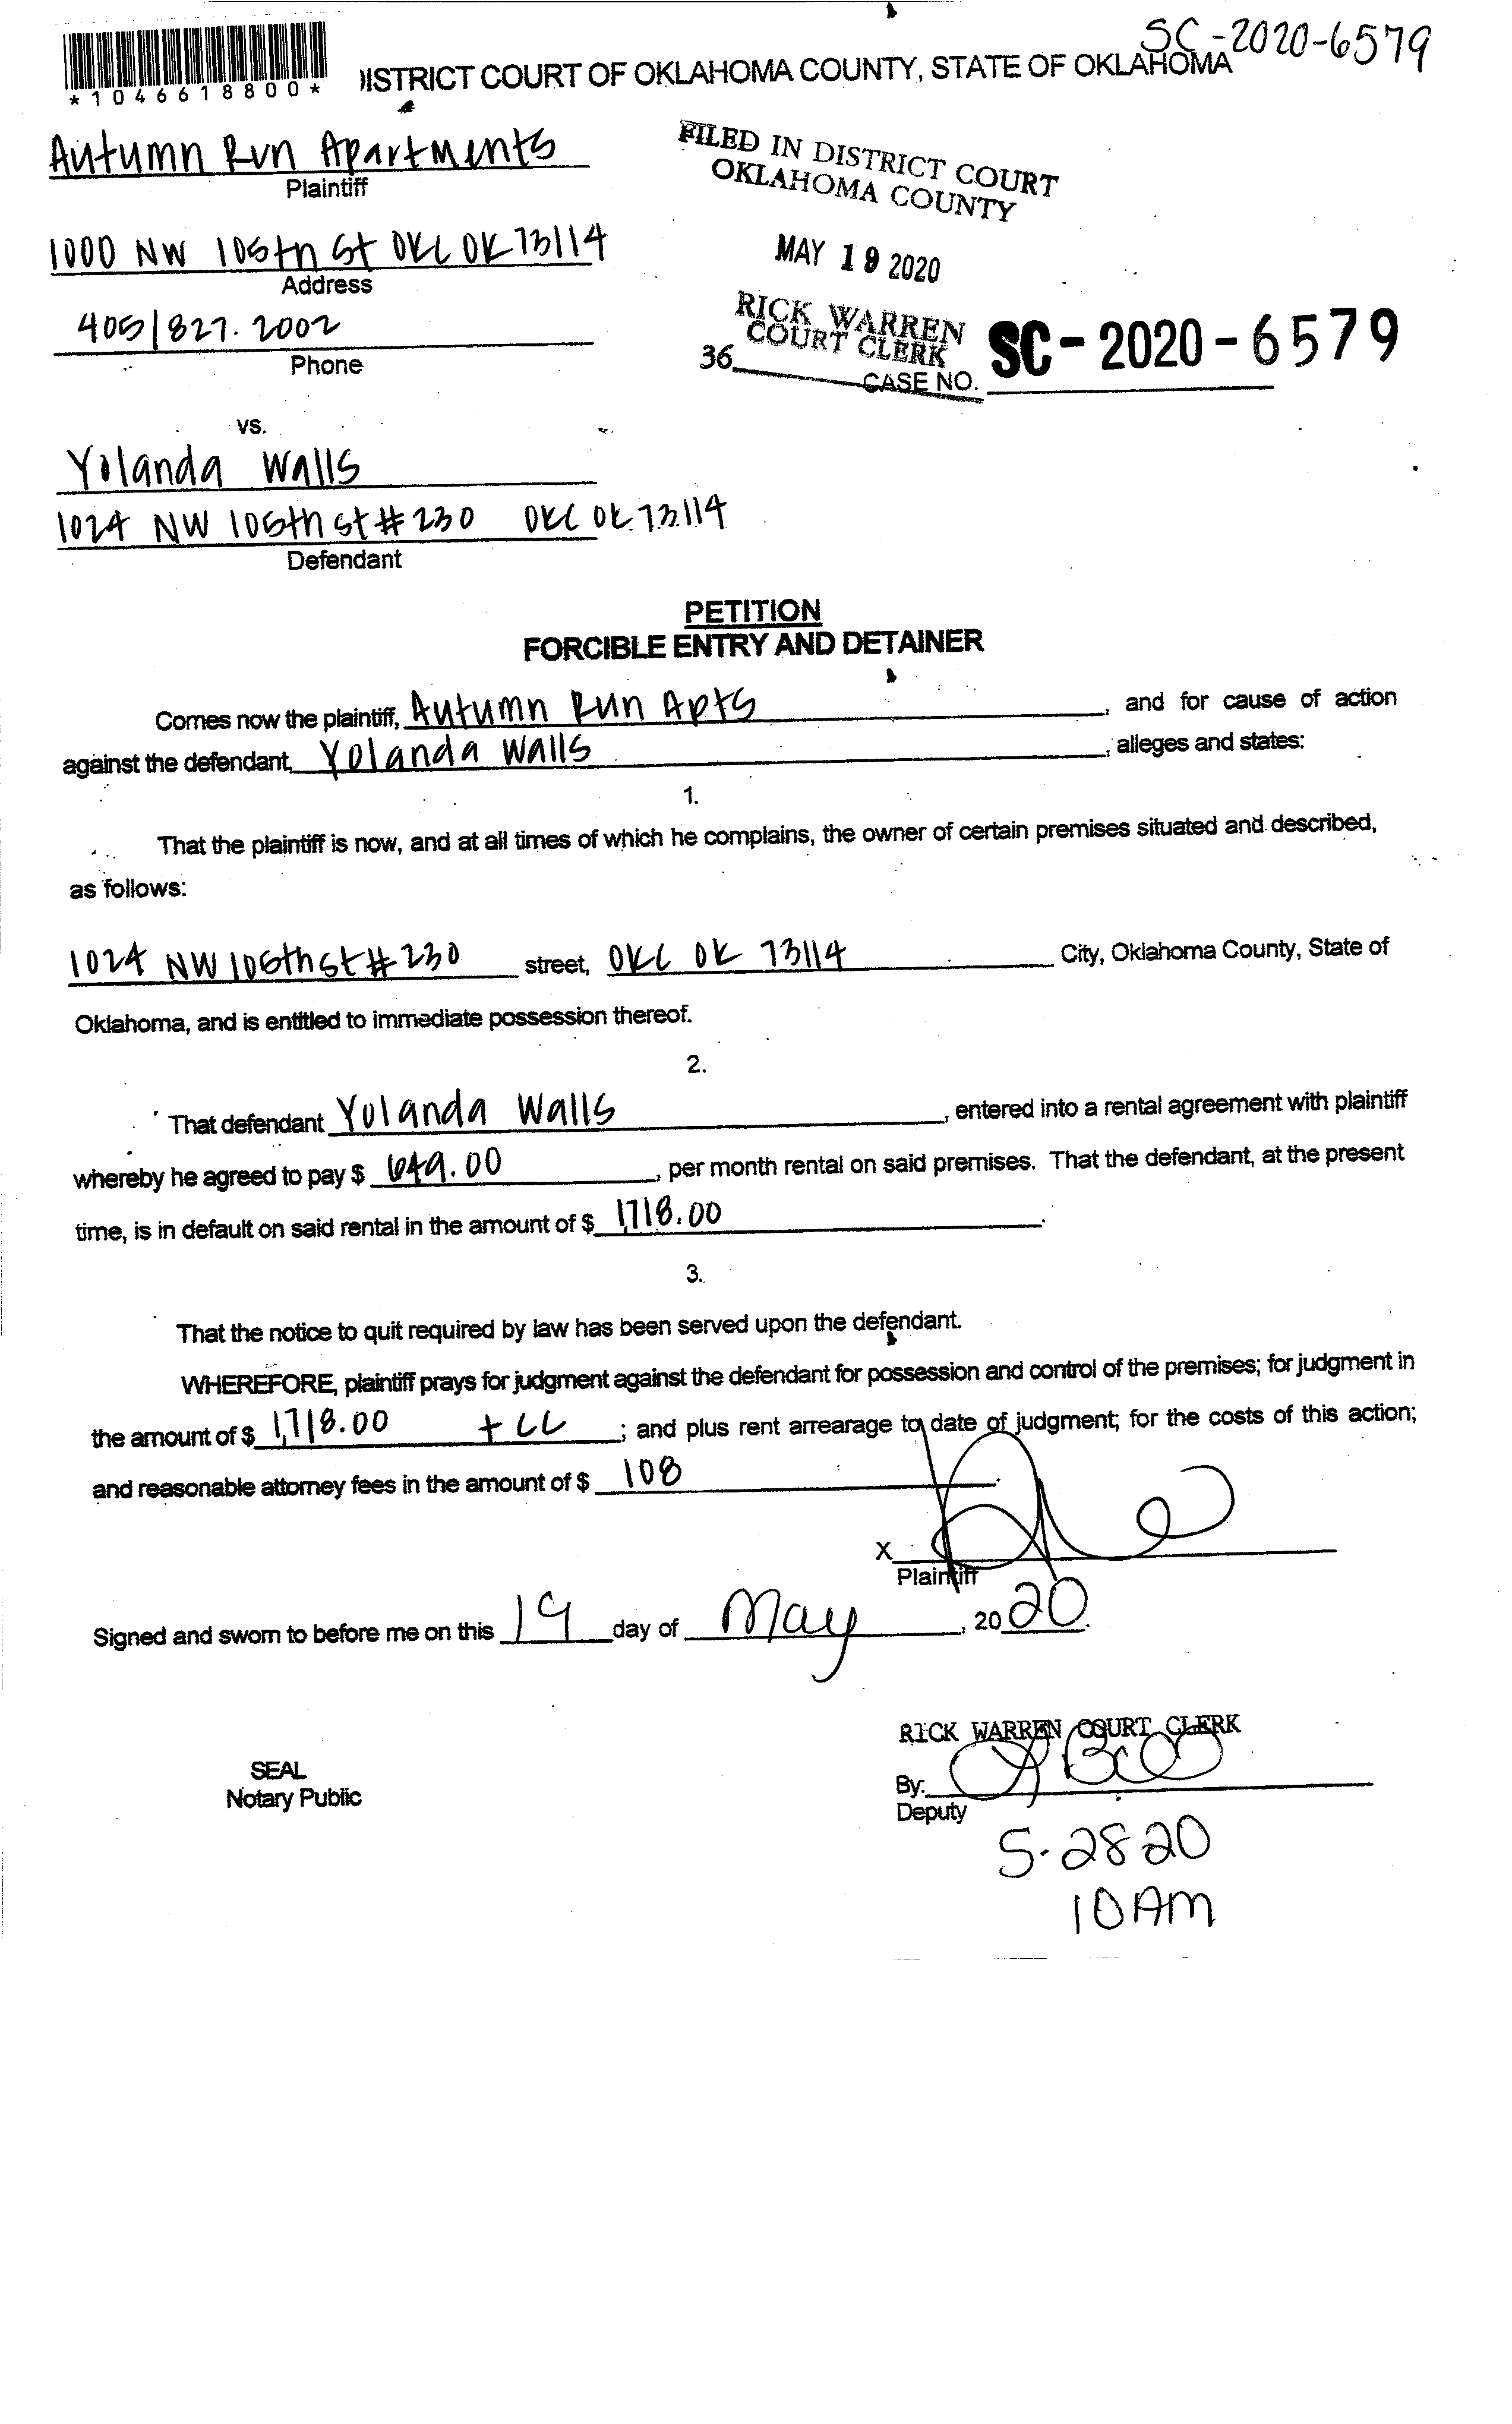 SC-2020-6579
*1046618800*
DISTRICT COURT OF OKLAHOMA COUNTY, STATE OF OKLAHOMA
Autumn Run Apartments
Plaintiff
FILED IN DISTRICT COURT
OKLAHOMA COUNTY
1000 NW 105th St OKC OK 73114
Address
MAY 19 2020
405/827.2002
Phone
RICK WARREN
COURT CLERK
36 CASE NO. SC-2020-6579
vs.
Yolanda Walls
1024 NW 105th st #230 OKC OK 73114
Defendant
PETITION
FORCIBLE ENTRY AND DETAINER
Comes now the plaintiff, Autumn Run Apts, and for cause of action
against the defendant, Yolanda Walls, alleges and states:
1.
That the plaintiff is now, and at all times of which he complains, the owner of certain premises situated and described,
as follows:
1024 NW 105th st #230 street, OKC OK 73114 City, Oklahoma County, State of
Oklahoma, and is entitled to immediate possession thereof.
2.
That defendant Yolanda Walls, entered into a rental agreement with plaintiff
whereby he agreed to pay $ 649.00, per month rental on said premises. That the defendant, at the present
time, is in default on said rental in the amount of $ 1,718.00.
3.
That the notice to quit required by law has been served upon the defendant.
WHEREFORE, plaintiff prays for judgment against the defendant for possession and control of the premises; for judgment in
the amount of $ 1,718.00 + CC; and plus rent arrearage to date of judgment; for the costs of this action;
and reasonable attorney fees in the amount of $ 108.
X
Plaintiff
Signed and sworn to before me on this 19 day of May, 2020.
RICK WARREN COURT CLERK
SEAL
Notary Public
By:
Deputy
5-28 20
10 AM